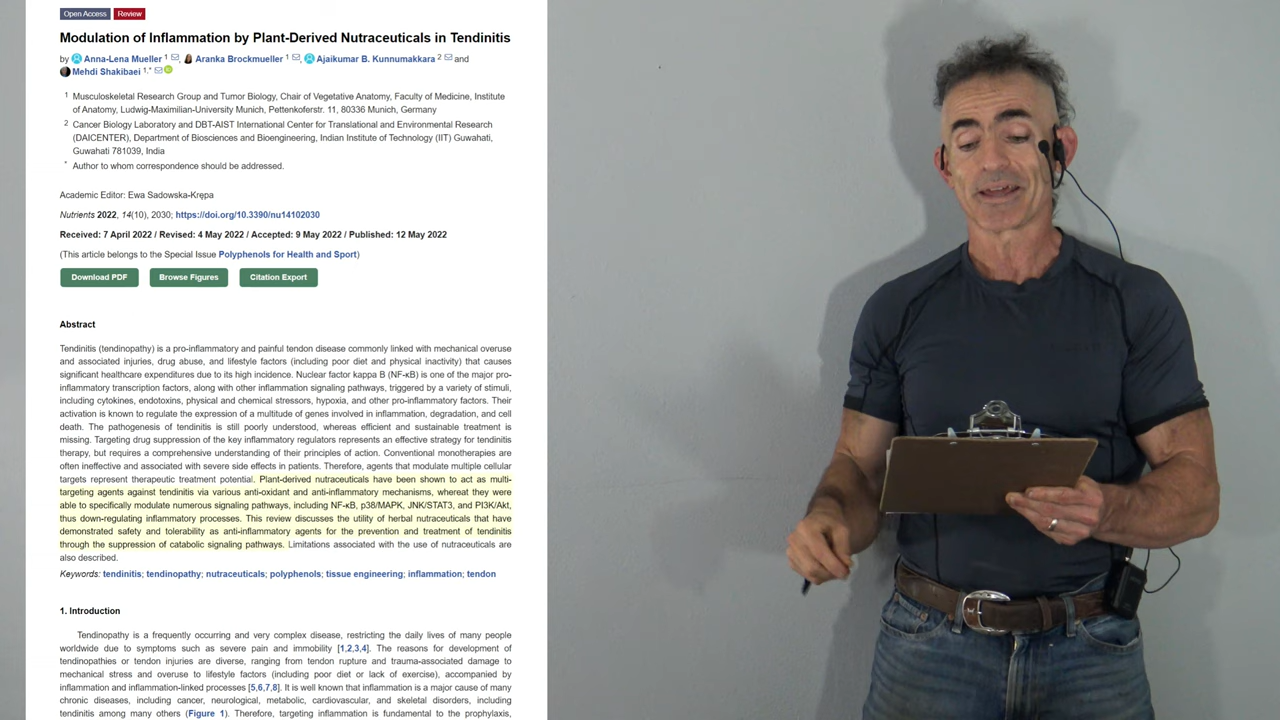 Open Access Review
Modulation of Inflammation by Plant-Derived Nutraceuticals in Tendinitis
by Anna-Lena Mueller 1, Aranka Brockmueller 1, Ajaikumar B. Kunnumakkara 2 and
Mehdi Shakibaei 1,*
1 Musculoskeletal Research Group and Tumor Biology, Chair of Vegetative Anatomy, Faculty of Medicine, Institute
of Anatomy, Ludwig-Maximilian-University Munich, Pettenkoferstr. 11, 80336 Munich, Germany
2 Cancer Biology Laboratory and DBT-AIST International Center for Translational and Environmental Research
(DAICENTER), Department of Biosciences and Bioengineering, Indian Institute of Technology (IIT) Guwahati,
Guwahati 781039, India
* Author to whom correspondence should be addressed.
Academic Editor: Ewa Sadowska-Krępa
Nutrients 2022, 14(10), 2030; https://doi.org/10.3390/nu14102030
Received: 7 April 2022 / Revised: 4 May 2022 / Accepted: 9 May 2022 / Published: 12 May 2022
(This article belongs to the Special Issue Polyphenols for Health and Sport)
Download PDF Browse Figures Citation Export
Abstract
Tendinitis (tendinopathy) is a pro-inflammatory and painful tendon disease commonly linked with mechanical overuse
and associated injuries, drug abuse, and lifestyle factors (including poor diet and physical inactivity) that causes
significant healthcare expenditures due to its high incidence. Nuclear factor kappa B (NF-κB) is one of the major pro-
inflammatory transcription factors, along with other inflammation signaling pathways, triggered by a variety of stimuli,
including cytokines, endotoxins, physical and chemical stressors, hypoxia, and other pro-inflammatory factors. Their
activation is known to regulate the expression of a multitude of genes involved in inflammation, degradation, and cell
death. The pathogenesis of tendinitis is still poorly understood, whereas efficient and sustainable treatment is
missing. Targeting drug suppression of the key inflammatory regulators represents an effective strategy for tendinitis
therapy, but requires a comprehensive understanding of their principles of action. Conventional monotherapies are
often ineffective and associated with severe side effects in patients. Therefore, agents that modulate multiple cellular
targets represent therapeutic treatment potential. Plant-derived nutraceuticals have been shown to act as multi-
targeting agents against tendinitis via various anti-oxidant and anti-inflammatory mechanisms, whereat they were
able to specifically modulate numerous signaling pathways, including NF-κB, p38/MAPK, JNK/STAT3, and PI3K/Akt,
thus down-regulating inflammatory processes. This review discusses the utility of herbal nutraceuticals that have
demonstrated safety and tolerability as anti-inflammatory agents for the prevention and treatment of tendinitis
through the suppression of catabolic signaling pathways. Limitations associated with the use of nutraceuticals are
also described.
Keywords: tendinitis; tendinopathy; nutraceuticals; polyphenols; tissue engineering; inflammation; tendon
1. Introduction
Tendinopathy is a frequently occurring and very complex disease, restricting the daily lives of many people
worldwide due to symptoms such as severe pain and immobility [1,2,3,4]. The reasons for development of
tendinopathies or tendon injuries are diverse, ranging from tendon rupture and trauma-associated damage to
mechanical stress and overuse to lifestyle factors (including poor diet or lack of exercise), accompanied by
inflammation and inflammation-linked processes [5,6,7,8]. It is well known that inflammation is a major cause of many
chronic diseases, including cancer, neurological, metabolic, cardiovascular, and skeletal disorders, including
tendinitis among many others (Figure 1). Therefore, targeting inflammation is fundamental to the prophylaxis,